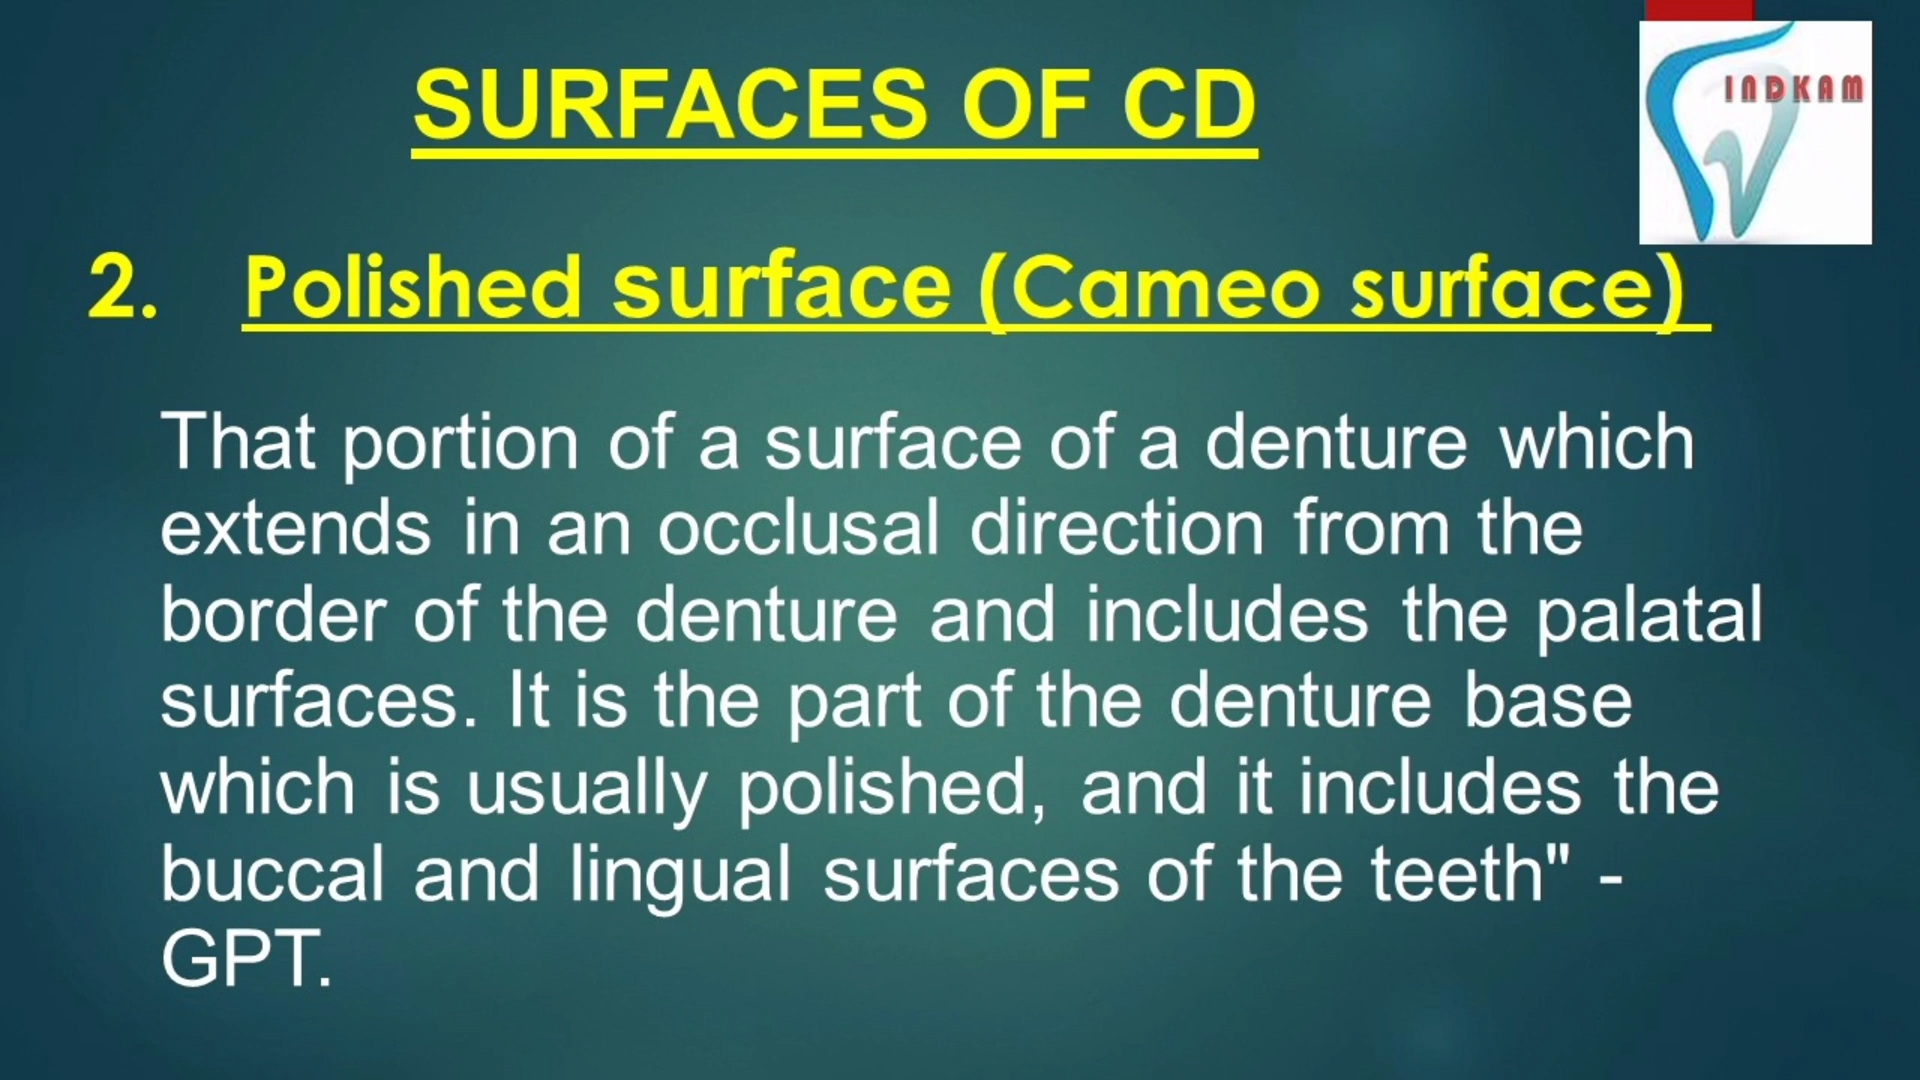 SURFACES OF CD
INDKAM
2. Polished surface (Cameo surface)
That portion of a surface of a denture which
extends in an occlusal direction from the
border of the denture and includes the palatal
surfaces. It is the part of the denture base
which is usually polished, and it includes the
buccal and lingual surfaces of the teeth" -
GPT.